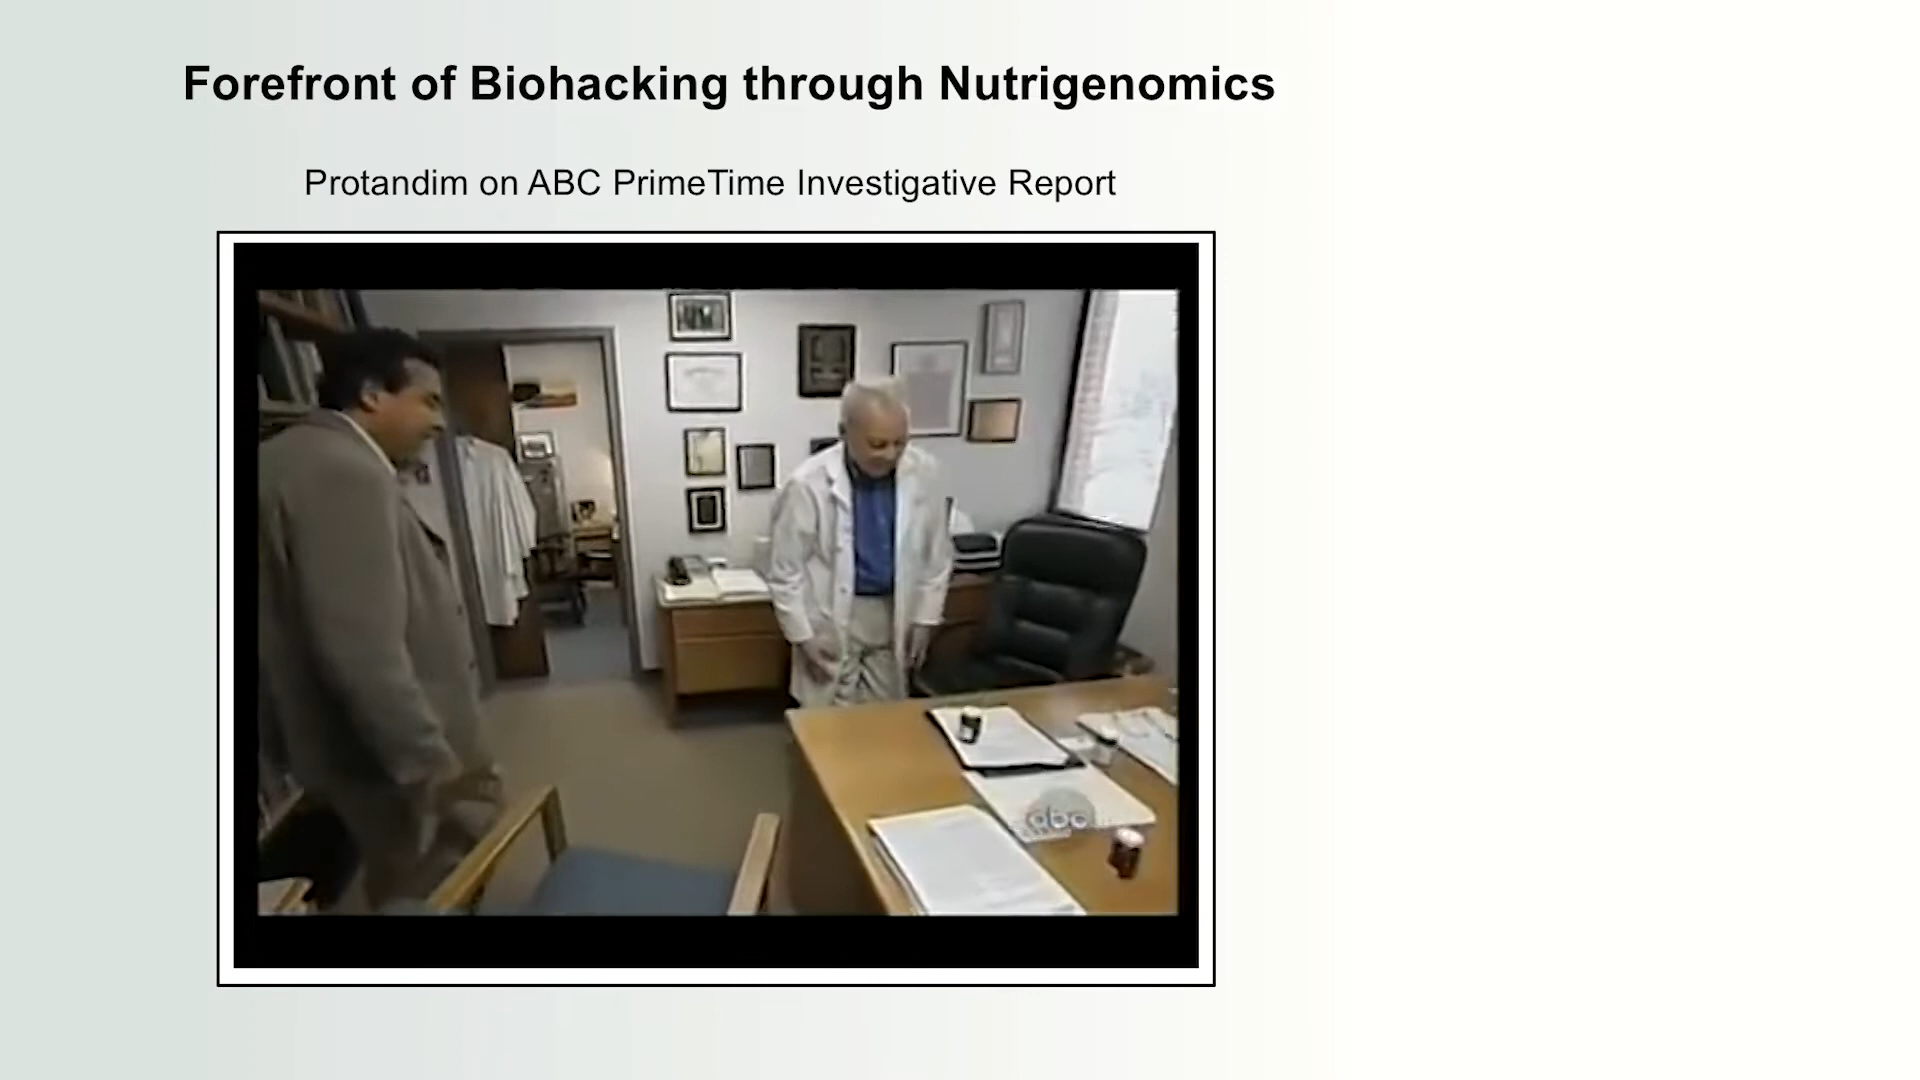 Forefront of Biohacking through Nutrigenomics
Protandim on ABC PrimeTime Investigative Report
abc